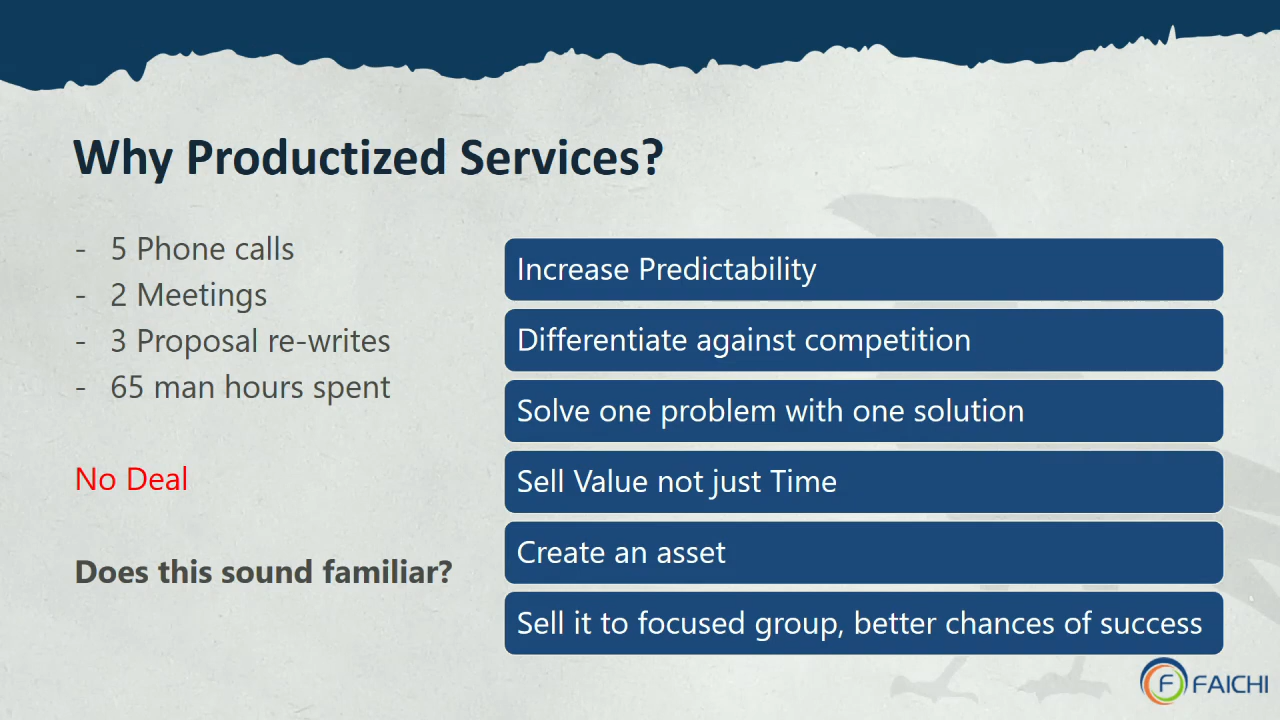 Why Productized Services?
- 5 Phone calls
- 2 Meetings
- 3 Proposal re-writes
- 65 man hours spent
No Deal
Does this sound familiar?
Increase Predictability
Differentiate against competition
Solve one problem with one solution
Sell Value not just Time
Create an asset
Sell it to focused group, better chances of success
F FAICHI